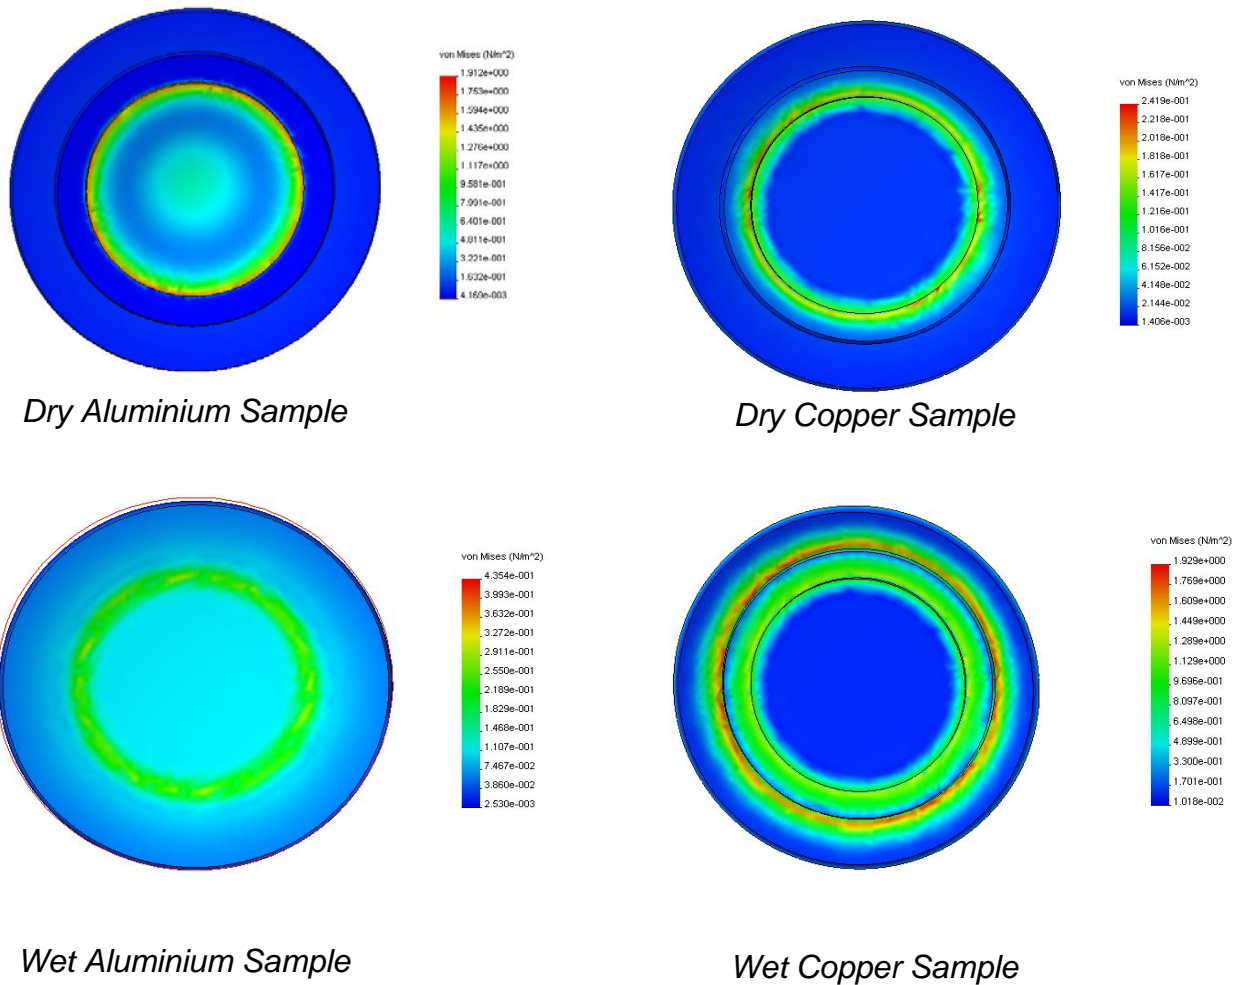 von Mises (N/m^2)
1.912e+000
1.753e+000
1.594e+000
1.435e+000
1.276e+000
1.117e+000
9.581e-001
7.991e-001
6.401e-001
4.811e-001
3.221e-001
1.632e-001
4.169e-003
Dry Aluminium Sample
von Mises (N/m^2)
2.419e-001
2.218e-001
2.018e-001
1.818e-001
1.617e-001
1.417e-001
1.216e-001
1.016e-001
8.156e-002
6.152e-002
4.148e-002
2.144e-002
1.406e-003
Dry Copper Sample
von Mises (N/m^2)
4.354e-001
3.993e-001
3.632e-001
3.272e-001
2.911e-001
2.550e-001
2.189e-001
1.829e-001
1.468e-001
1.107e-001
7.467e-002
3.860e-002
2.530e-003
Wet Aluminium Sample
von Mises (N/m^2)
1.929e+000
1.769e+000
1.609e+000
1.449e+000
1.289e+000
1.129e+000
9.696e-001
8.097e-001
6.498e-001
4.899e-001
3.300e-001
1.701e-001
1.018e-002
Wet Copper Sample